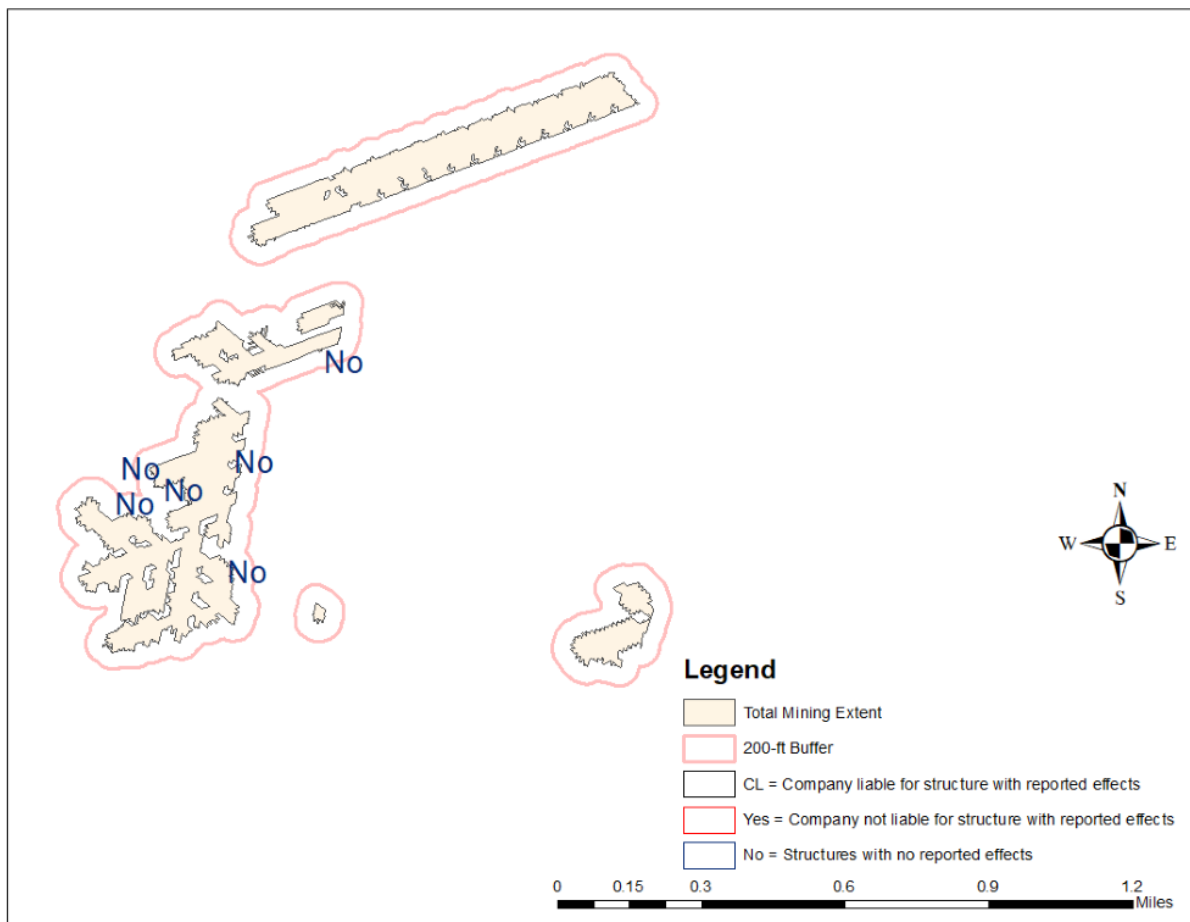 No
No
No
No
No
No
N
W
E
S
Legend
Total Mining Extent
200-ft Buffer
CL = Company liable for structure with reported effects
Yes = Company not liable for structure with reported effects
No = Structures with no reported effects
0 0.15 0.3 0.6 0.9 1.2
Miles